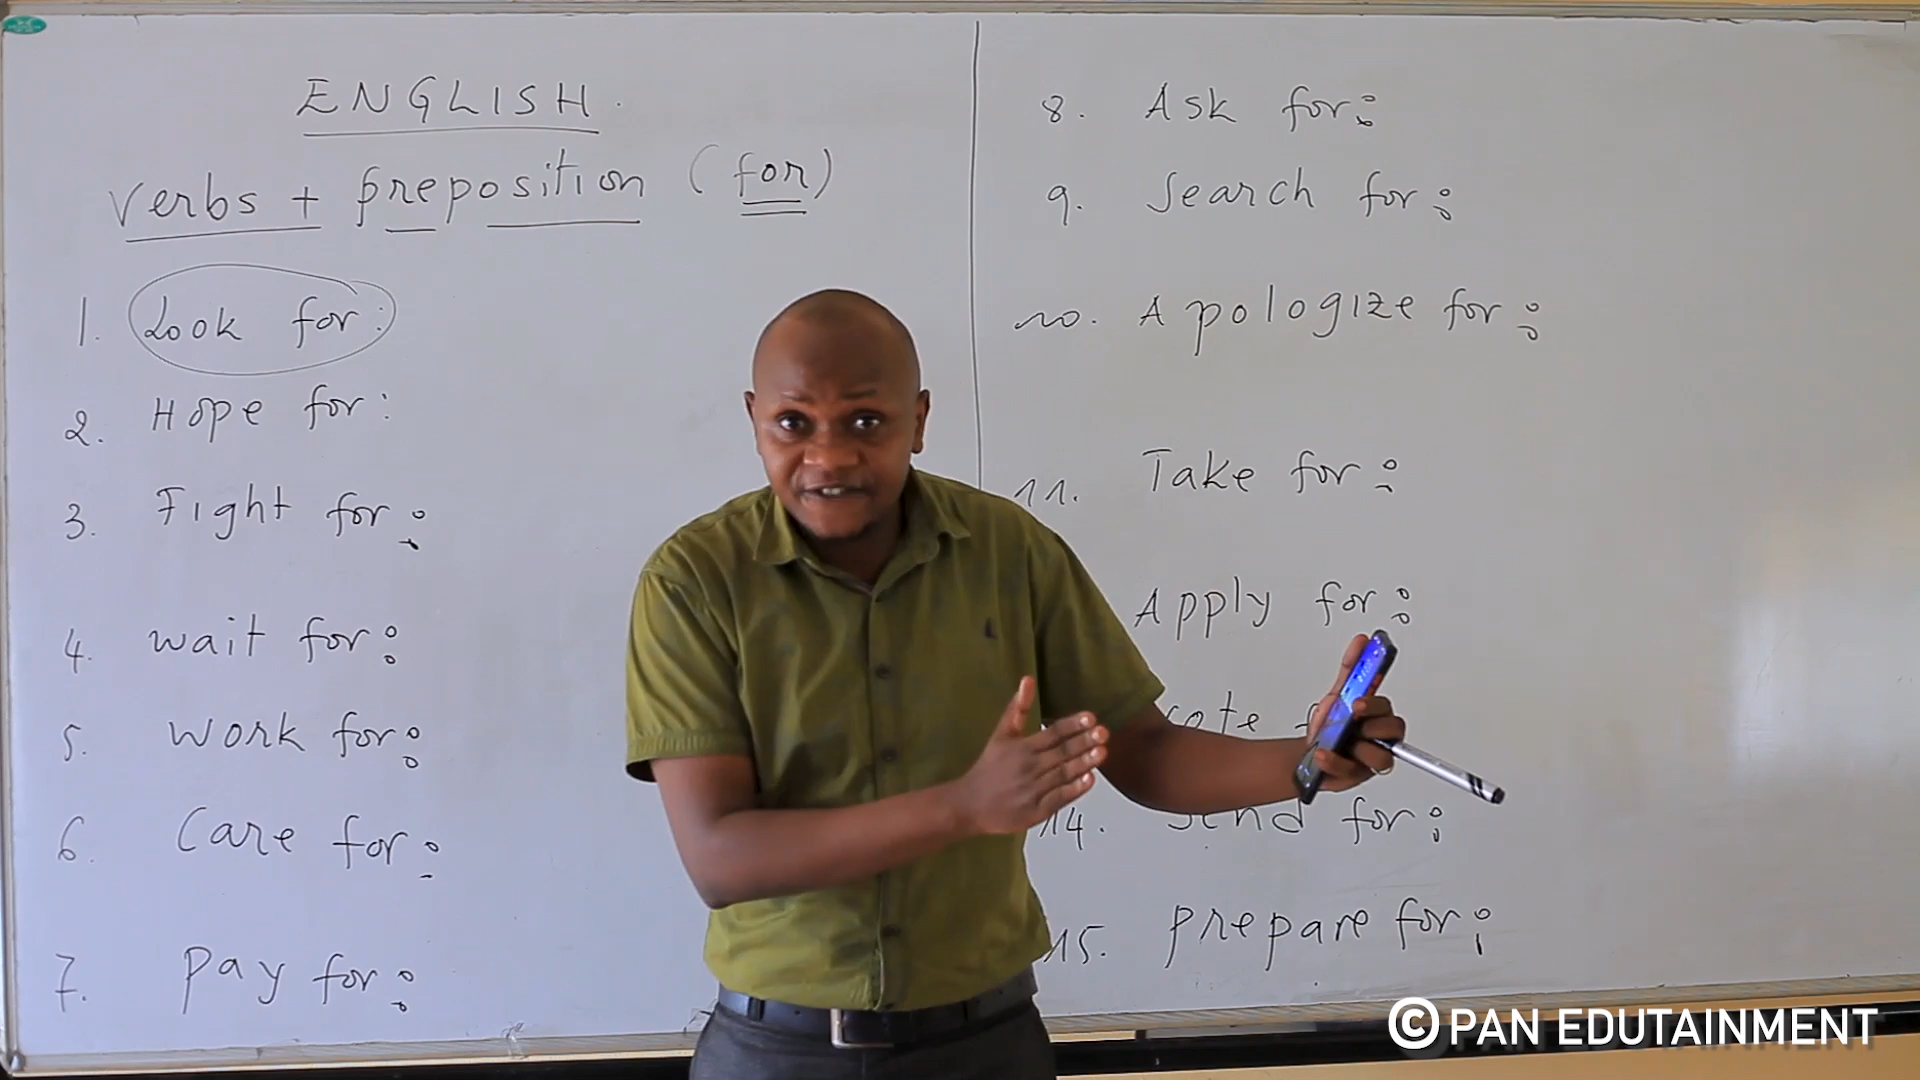 ENGLISH.
Verbs + preposition (for)
1. Look for:
2. Hope for:
3. Fight for:
4. wait for:
5. work for:
6. Care for:
7. Pay for:
8. Ask for:
9. Search for:
10. Apologize for:
11. Take for:
Apply for:
14. Send for:
15. prepare for:
© PAN EDUTAINMENT